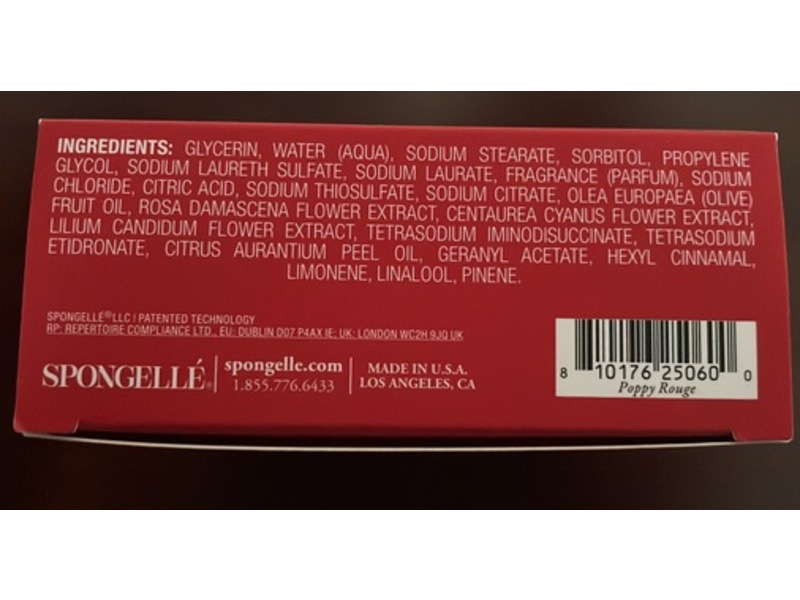 INGREDIENTS: GLYCERIN, WATER (AQUA), SODIUM STEARATE, SORBITOL, PROPYLENE
GLYCOL, SODIUM LAURETH SULFATE, SODIUM LAURATE, FRAGRANCE (PARFUM), SODIUM
CHLORIDE, CITRIC ACID, SODIUM THIOSULFATE, SODIUM CITRATE, OLEA EUROPAEA (OLIVE)
FRUIT OIL, ROSA DAMASCENA FLOWER EXTRACT, CENTAUREA CYANUS FLOWER EXTRACT,
LILIUM CANDIDUM FLOWER EXTRACT, TETRASODIUM IMINODISUCCINATE, TETRASODIUM
ETIDRONATE, CITRUS AURANTIUM PEEL OIL, GERANYL ACETATE, HEXYL CINNAMAL,
LIMONENE, LINALOOL, PINENE.
SPONGELLÉ® LLC | PATENTED TECHNOLOGY
RP: REPERTOIRE COMPLIANCE LTD., EU: DUBLIN D07 P4AX IE; UK: LONDON WC2H 9JQ UK
SPONGELLÉ®
spongelle.com
1.855.776.6433
MADE IN U.S.A.
LOS ANGELES, CA
8 10176 25060 0
Poppy Rouge